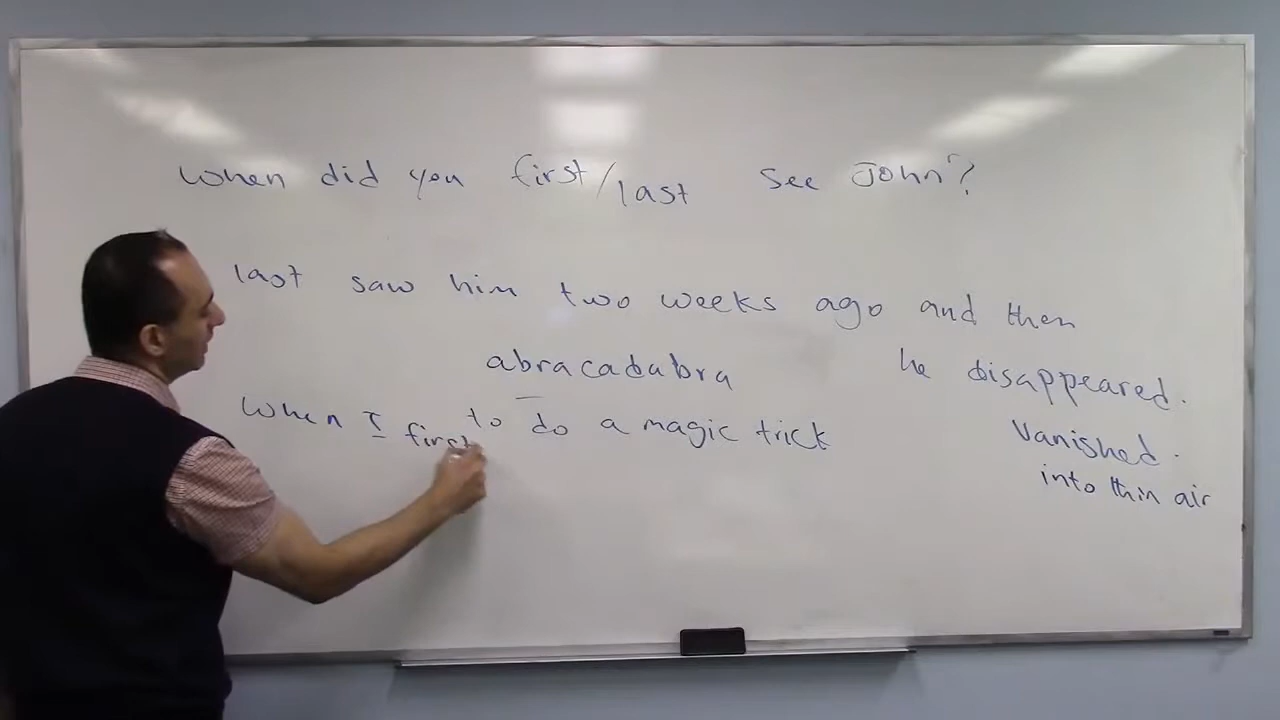 When did you first/last see John?
last saw him two weeks ago and then
he disappeared.
abracadabra
When I first to do a magic trick
vanished.
into thin air